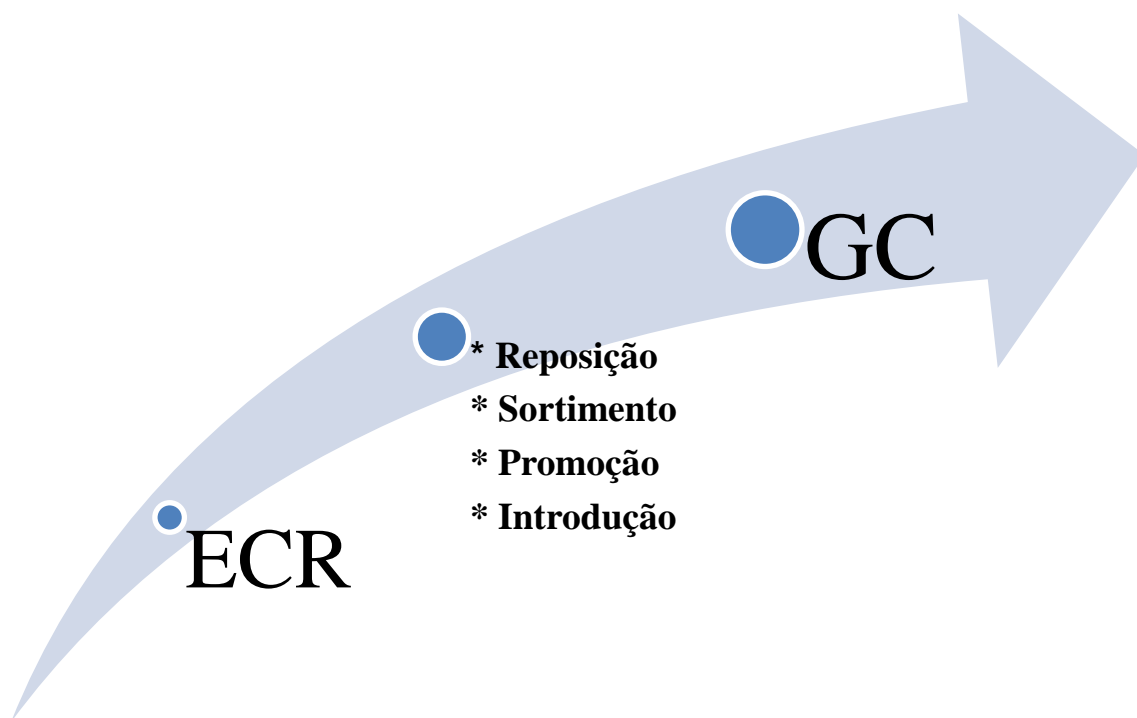 GC
* Reposição
* Sortimento
* Promoção
* Introdução
ECR